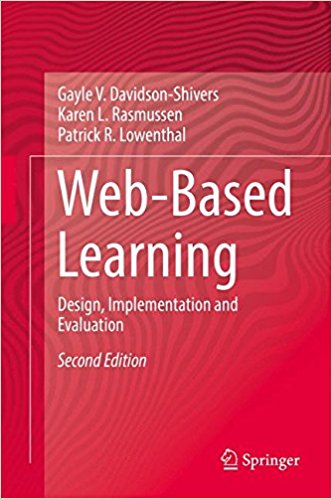 Gayle V. Davidson-Shivers
Karen L. Rasmussen
Patrick R. Lowenthal
Web-Based
Learning
Design, Implementation and
Evaluation
Second Edition
Springer